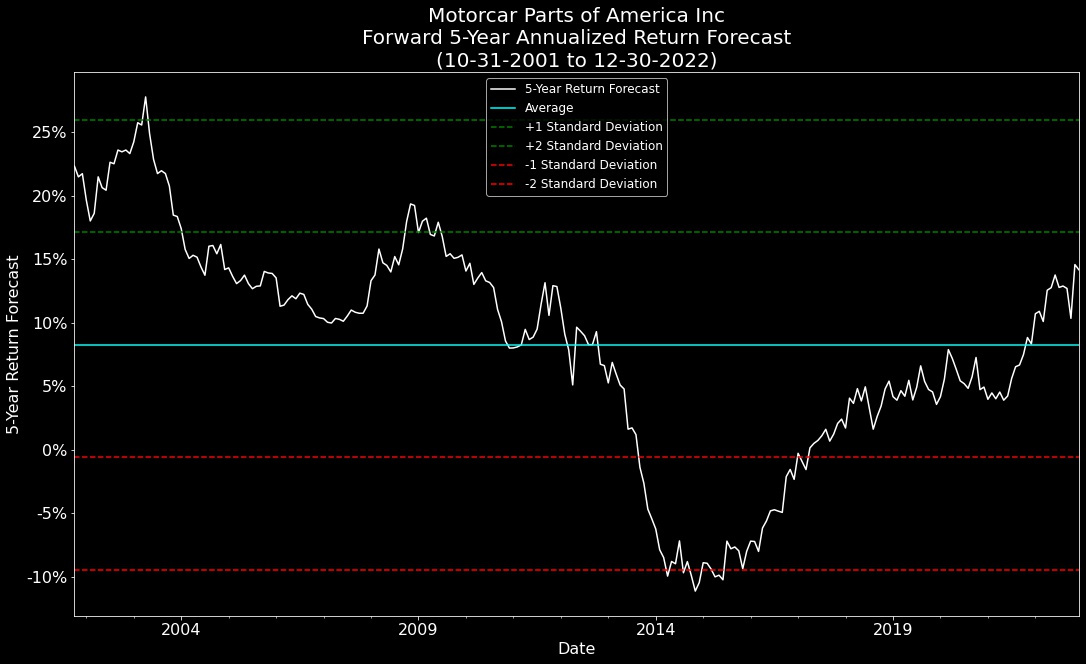 Motorcar Parts of America Inc
Forward 5-Year Annualized Return Forecast
(10-31-2001 to 12-30-2022)
5-Year Return Forecast
Average
+1 Standard Deviation
+2 Standard Deviation
-1 Standard Deviation
-2 Standard Deviation
5-Year Return Forecast
25%
20%
15%
10%
5%
0%
-5%
-10%
2004
2009
2014
2019
Date